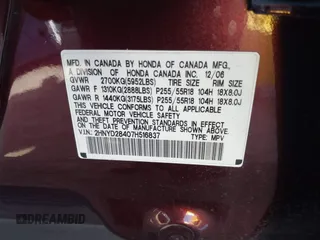 MFD. IN CANADA BY HONDA OF CANADA MFG.,
A DIVISION OF HONDA CANADA INC. 12/06
GVWR 2700KG(5952LBS) TIRE SIZE RIM SIZE
GAWR F 1310KG(2888LBS) P255/55R18 104H 18X8.0J
GAWR R 1440KG(3175LBS) P255/55R18 104H 18X8.0J
THIS VEHICLE CONFORMS TO ALL APPLICABLE
FEDERAL MOTOR VEHICLE SAFETY AND
THEFT PREVENTION STANDARDS IN EFFECT ON
THE DATE OF MANUFACTURE SHOWN ABOVE.
V.I.N.: 2HNYD28407H516837 TYPE: MPV
DREAMBID